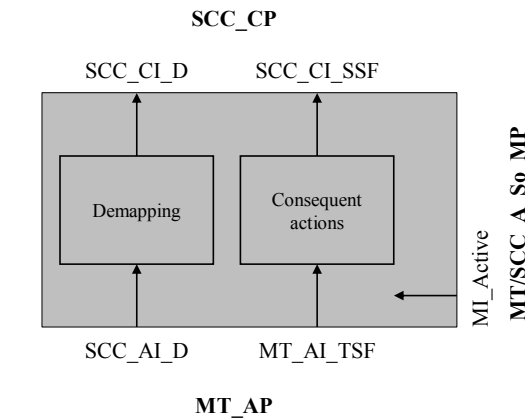 SCC_CP
SCC_CI_D SCC_CI_SSF
Demapping
Consequent
actions
MI_Active
MT/SCC_A_So_MP
SCC_AI_D MT_AI_TSF
MT_AP